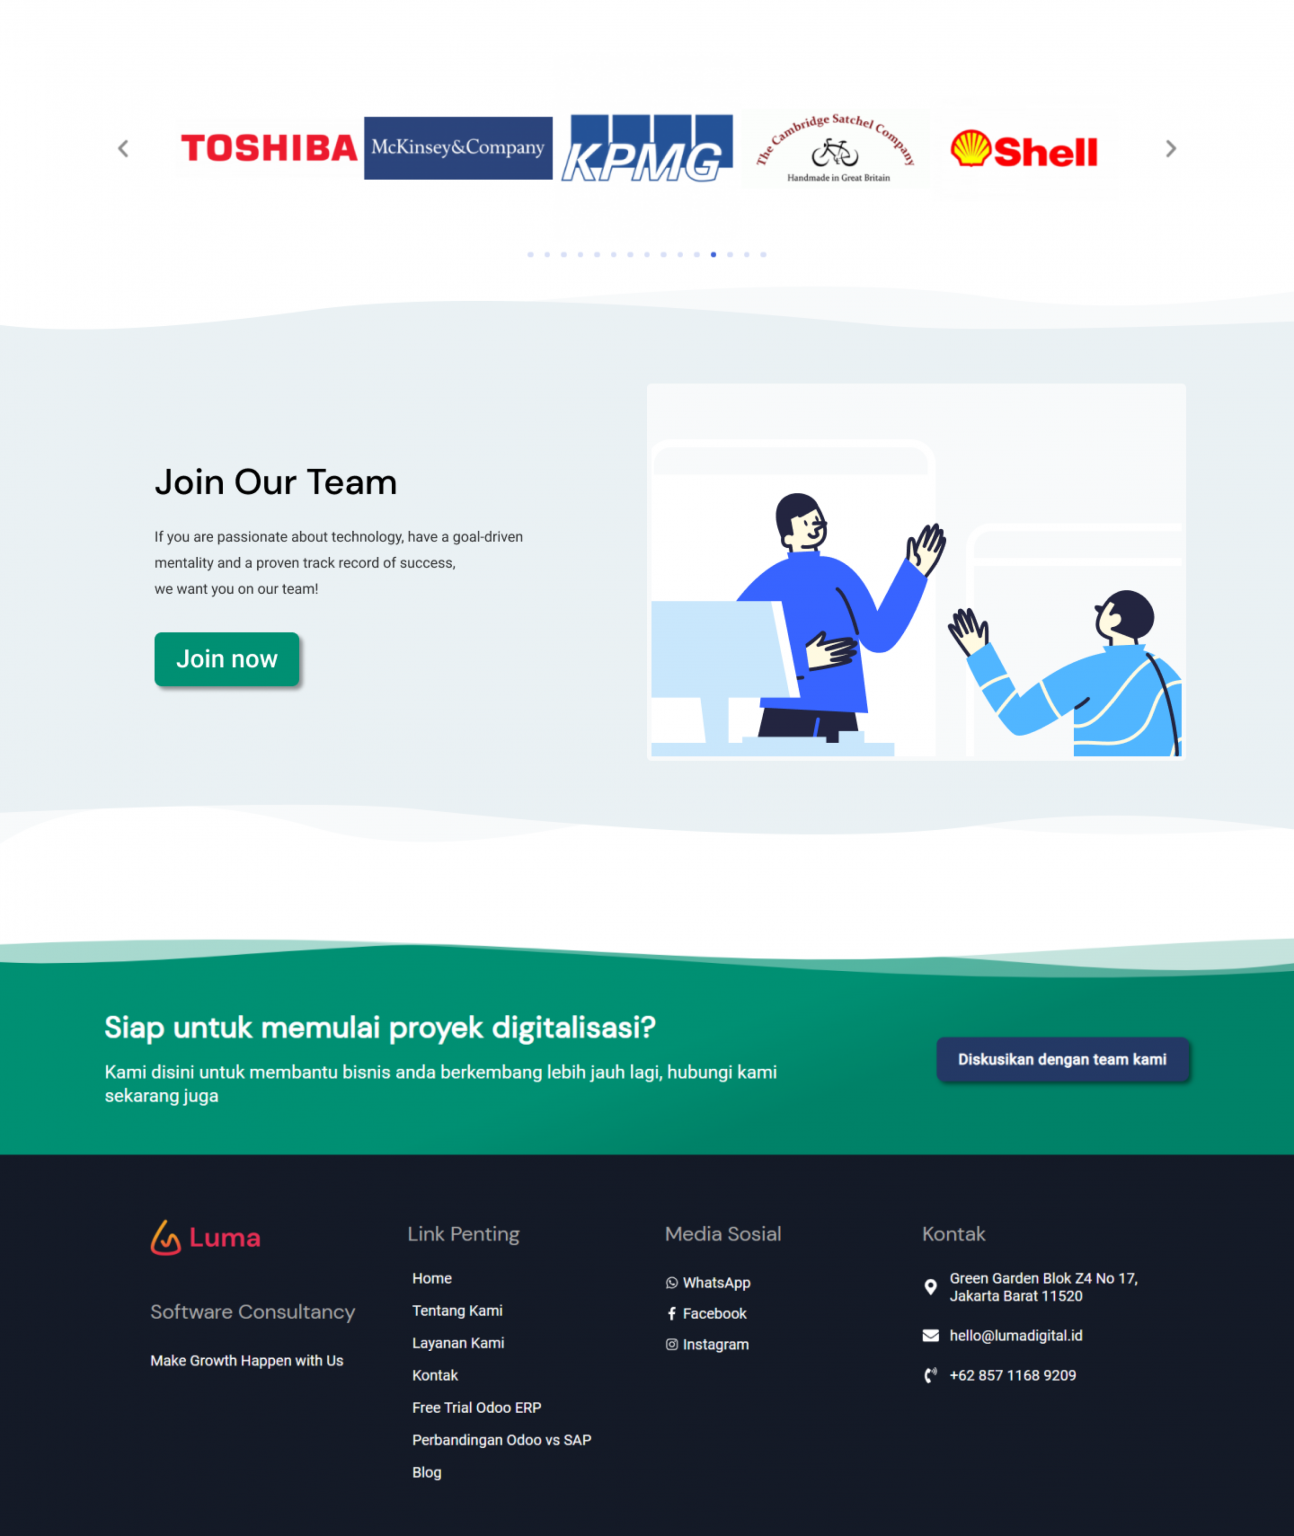 TOSHIBA
McKinsey&Company
KPMG
The Cambridge Satchel Company
Handmade in Great Britain
Shell
Join Our Team
If you are passionate about technology, have a goal-driven
mentality and a proven track record of success,
we want you on our team!
Join now
Siap untuk memulai proyek digitalisasi?
Kami disini untuk membantu bisnis anda berkembang lebih jauh lagi, hubungi kami
sekarang juga
Diskusikan dengan team kami
Luma
Software Consultancy
Make Growth Happen with Us
Link Penting
Home
Tentang Kami
Layanan Kami
Kontak
Free Trial Odoo ERP
Perbandingan Odoo vs SAP
Blog
Media Sosial
WhatsApp
Facebook
Instagram
Kontak
Green Garden Blok Z4 No 17,
Jakarta Barat 11520
hello@lumadigital.id
+62 857 1168 9209